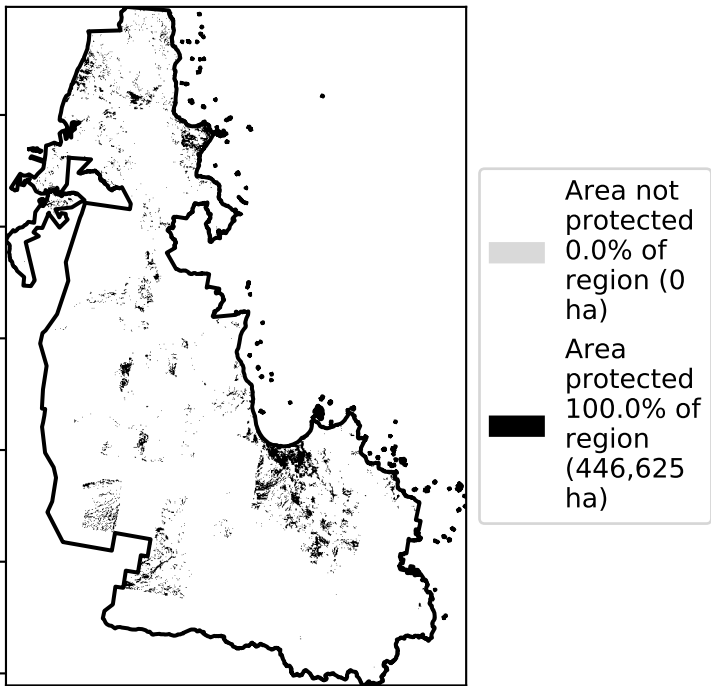 Area not
protected
0.0% of
region (0
ha)
Area
protected
100.0% of
region
(446,625
ha)